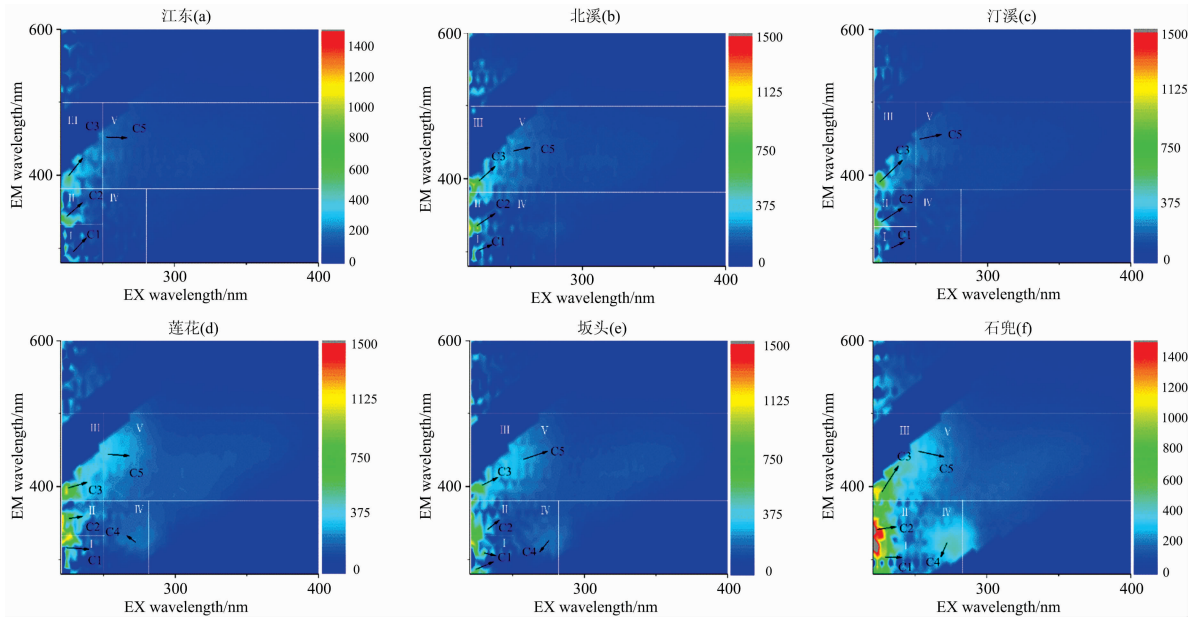 江东(a)
600
EM wavelength/nm
400
III
V
C3
C5
II
C2
IV
I
C1
300
400
EX wavelength/nm
1400
1200
1000
800
600
400
200
0
北溪(b)
600
EM wavelength/nm
400
III
V
C3
C5
II
C2
IV
I
C1
300
400
EX wavelength/nm
1500
1125
750
375
0
汀溪(c)
600
EM wavelength/nm
400
III
V
C3
C5
II
C2
IV
I
C1
300
400
EX wavelength/nm
1500
1125
750
375
0
莲花(d)
600
EM wavelength/nm
400
III
V
C3
C5
II
C2
C4
IV
I
C1
300
400
EX wavelength/nm
1500
1125
750
375
0
坂头(e)
600
EM wavelength/nm
400
III
V
C3
C5
II
C2
IV
I
C1
C4
300
400
EX wavelength/nm
1500
1125
750
375
0
石兜(f)
600
EM wavelength/nm
400
III
V
C3
C5
II
C2
IV
I
C1
C4
300
400
EX wavelength/nm
1400
1200
1000
800
600
400
200
0